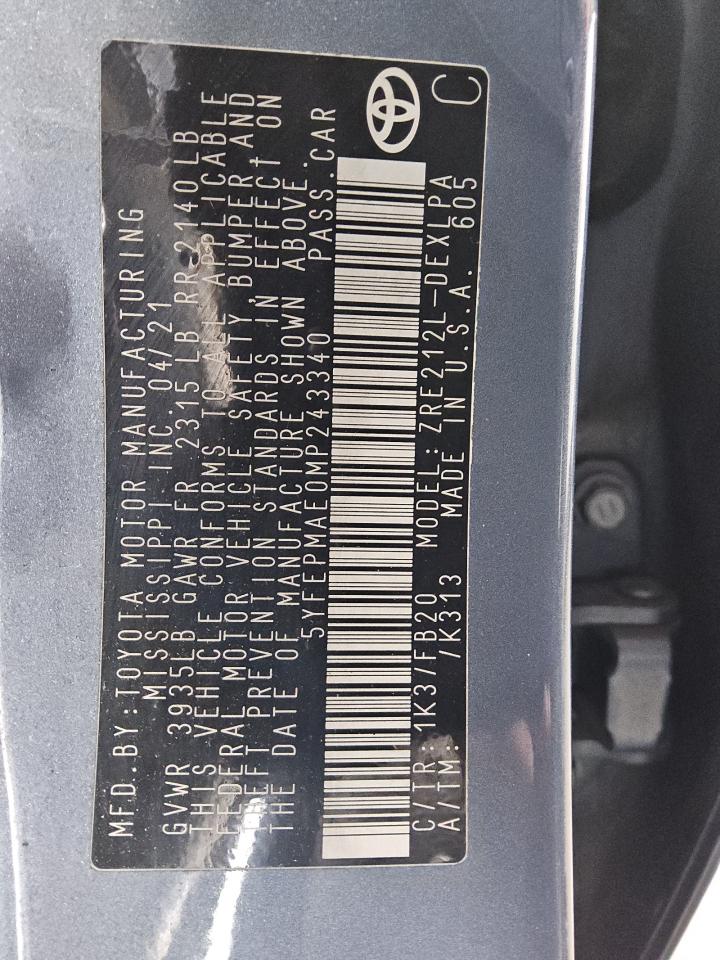 MFD.BY:TOYOTA MOTOR MANUFACTURING
MISSISSIPPI INC. 04/21
GVWR 3935LB GAWR FR 2315 LB RR 2140LB
THIS VEHICLE CONFORMS TO ALL APPLICABLE
FEDERAL MOTOR VEHICLE SAFETY, BUMPER AND
THEFT PREVENTION STANDARDS IN EFFECT ON
THE DATE OF MANUFACTURE SHOWN ABOVE.
5YFEPMAE0MP243340 PASS.CAR
C/TR: 1K3/FB20 MODEL: ZRE212L-DEXLPA
A/TM: /K313 MADE IN U.S.A. 605
C